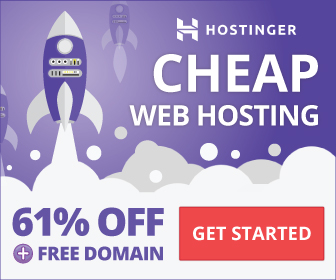 HOSTINGER
CHEAP
WEB HOSTING
61% OFF
+ FREE DOMAIN
GET STARTED